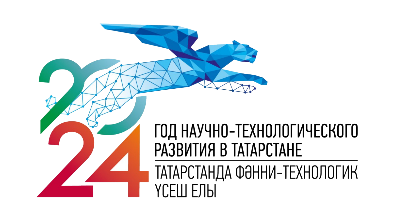 2024
ГОД НАУЧНО-ТЕХНОЛОГИЧЕСКОГО
РАЗВИТИЯ В ТАТАРСТАНЕ
ТАТАРСТАНДА ФӘННИ-ТЕХНОЛОГИК
ҮСЕШ ЕЛЫ